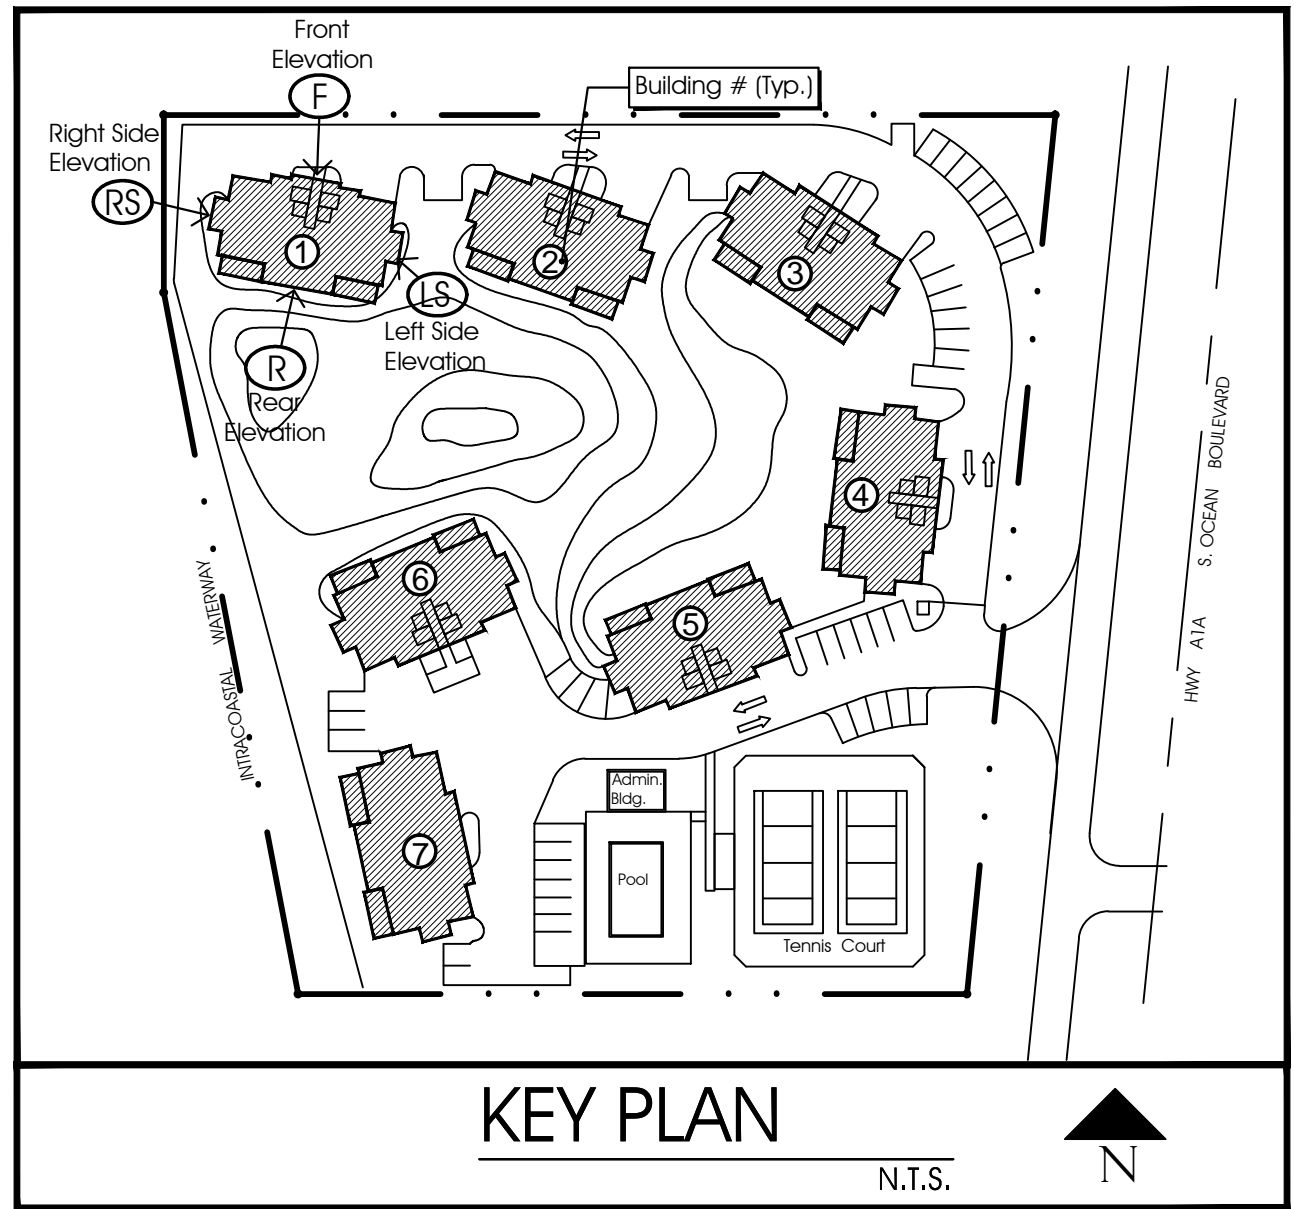 Front
Elevation
F
Building # (Typ.)
Right Side
Elevation
RS
1
2
3
LS
Left Side
Elevation
R
Rear
Elevation
4
5
6
7
INTRACOASTAL WATERWAY
HWY A1A S. OCEAN BOULEVARD
Admin.
Bldg.
Pool
Tennis Court
KEY PLAN
N.T.S.
N